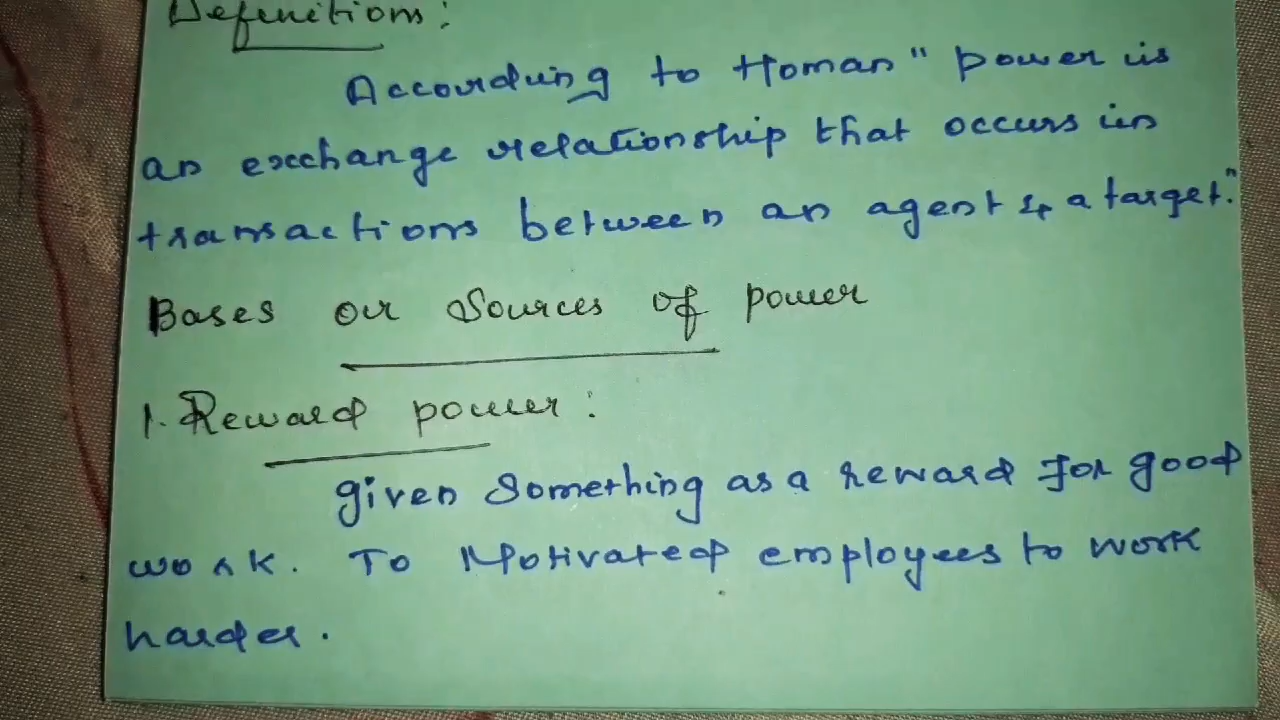 Definitions:
According to Homan" power is
an exchange relationship that occurs in
transactions between an agent & a target."
Bases or Sources of power
1. Reward power:
given Something as a reward for good
work. To Motivated employees to work
harder.